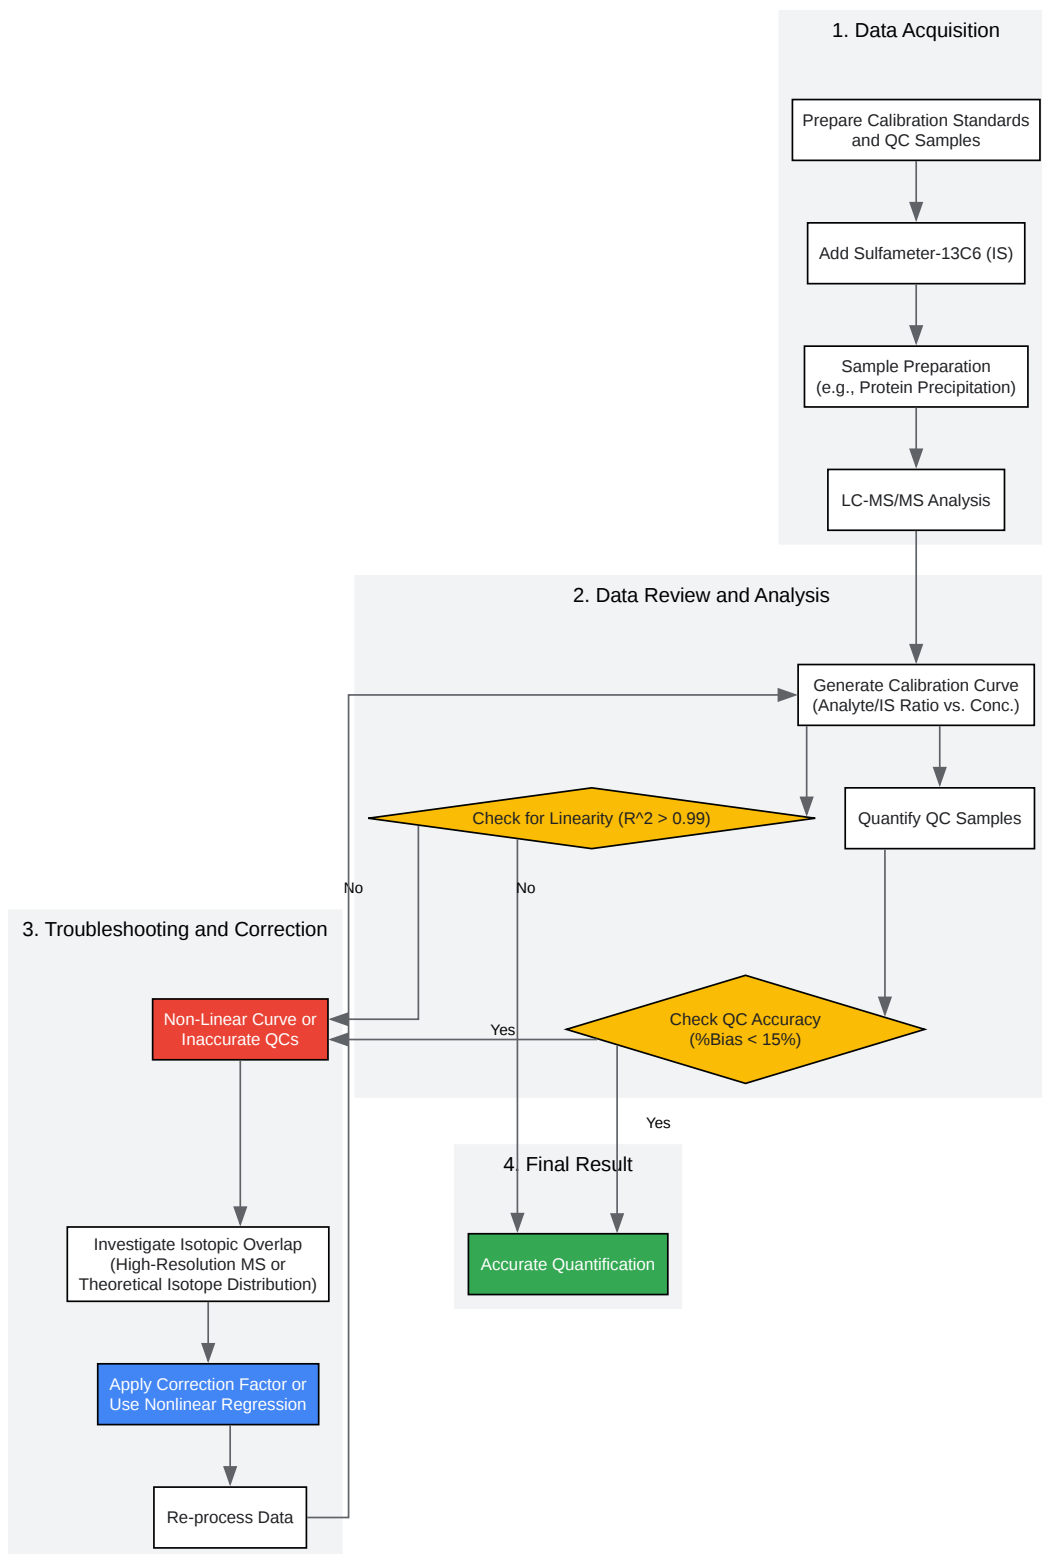 1. Data Acquisition
Prepare Calibration Standards
and QC Samples
Add Sulfameter-13C6 (IS)
Sample Preparation
(e.g., Protein Precipitation)
LC-MS/MS Analysis
2. Data Review and Analysis
Generate Calibration Curve
(Analyte/IS Ratio vs. Conc.)
Check for Linearity (R^2 > 0.99)
Quantify QC Samples
No
No
3. Troubleshooting and Correction
Non-Linear Curve or
Inaccurate QCs
Yes
Check QC Accuracy
(%Bias < 15%)
Yes
4. Final Result
Accurate Quantification
Investigate Isotopic Overlap
(High-Resolution MS or
Theoretical Isotope Distribution)
Apply Correction Factor or
Use Nonlinear Regression
Re-process Data